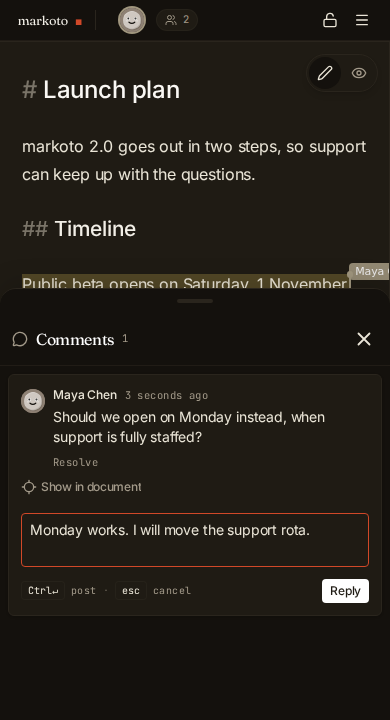 markoto
2
# Launch plan
markoto 2.0 goes out in two steps, so support
can keep up with the questions.
## Timeline
Maya
Public beta opens on Saturday, 1 November
Comments 1
Maya Chen 3 seconds ago
Should we open on Monday instead, when
support is fully staffed?
Resolve
Show in document
Monday works. I will move the support rota.
Ctrl↵ post · esc cancel
Reply